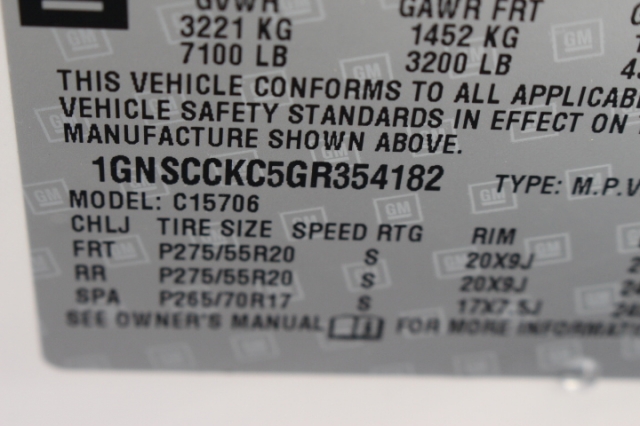 GVWR GAWR FRT
3221 KG 1452 KG
7100 LB 3200 LB
THIS VEHICLE CONFORMS TO ALL APPLICAB
VEHICLE SAFETY STANDARDS IN EFFECT ON
MANUFACTURE SHOWN ABOVE.
1GNSCCKC5GR354182 TYPE: M.P.V
MODEL: C15706
CHLJ TIRE SIZE SPEED RTG RIM
FRT P275/55R20 S 20X9J
RR P275/55R20 S 20X9J
SPA P265/70R17 S 17X7.5J
SEE OWNER'S MANUAL FOR MORE INFORMAT